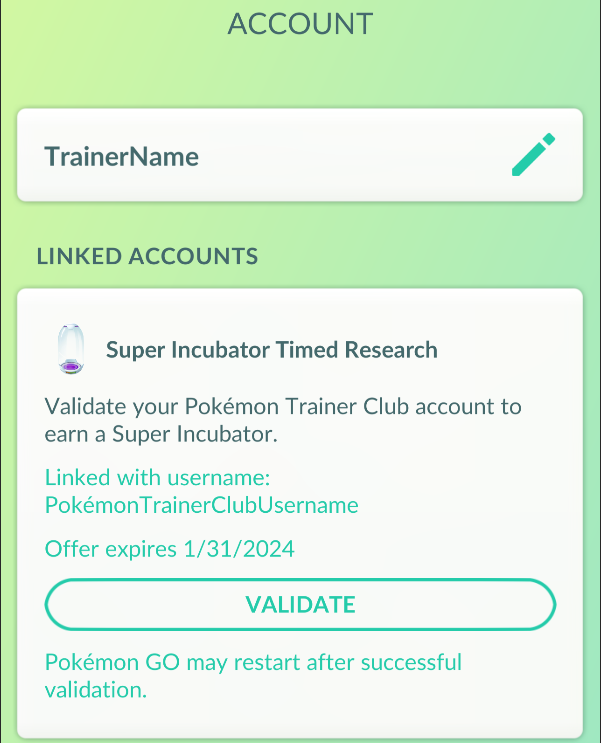 ACCOUNT
TrainerName
LINKED ACCOUNTS
Super Incubator Timed Research
Validate your Pokémon Trainer Club account to
earn a Super Incubator.
Linked with username:
PokémonTrainerClubUsername
Offer expires 1/31/2024
VALIDATE
Pokémon GO may restart after successful
validation.